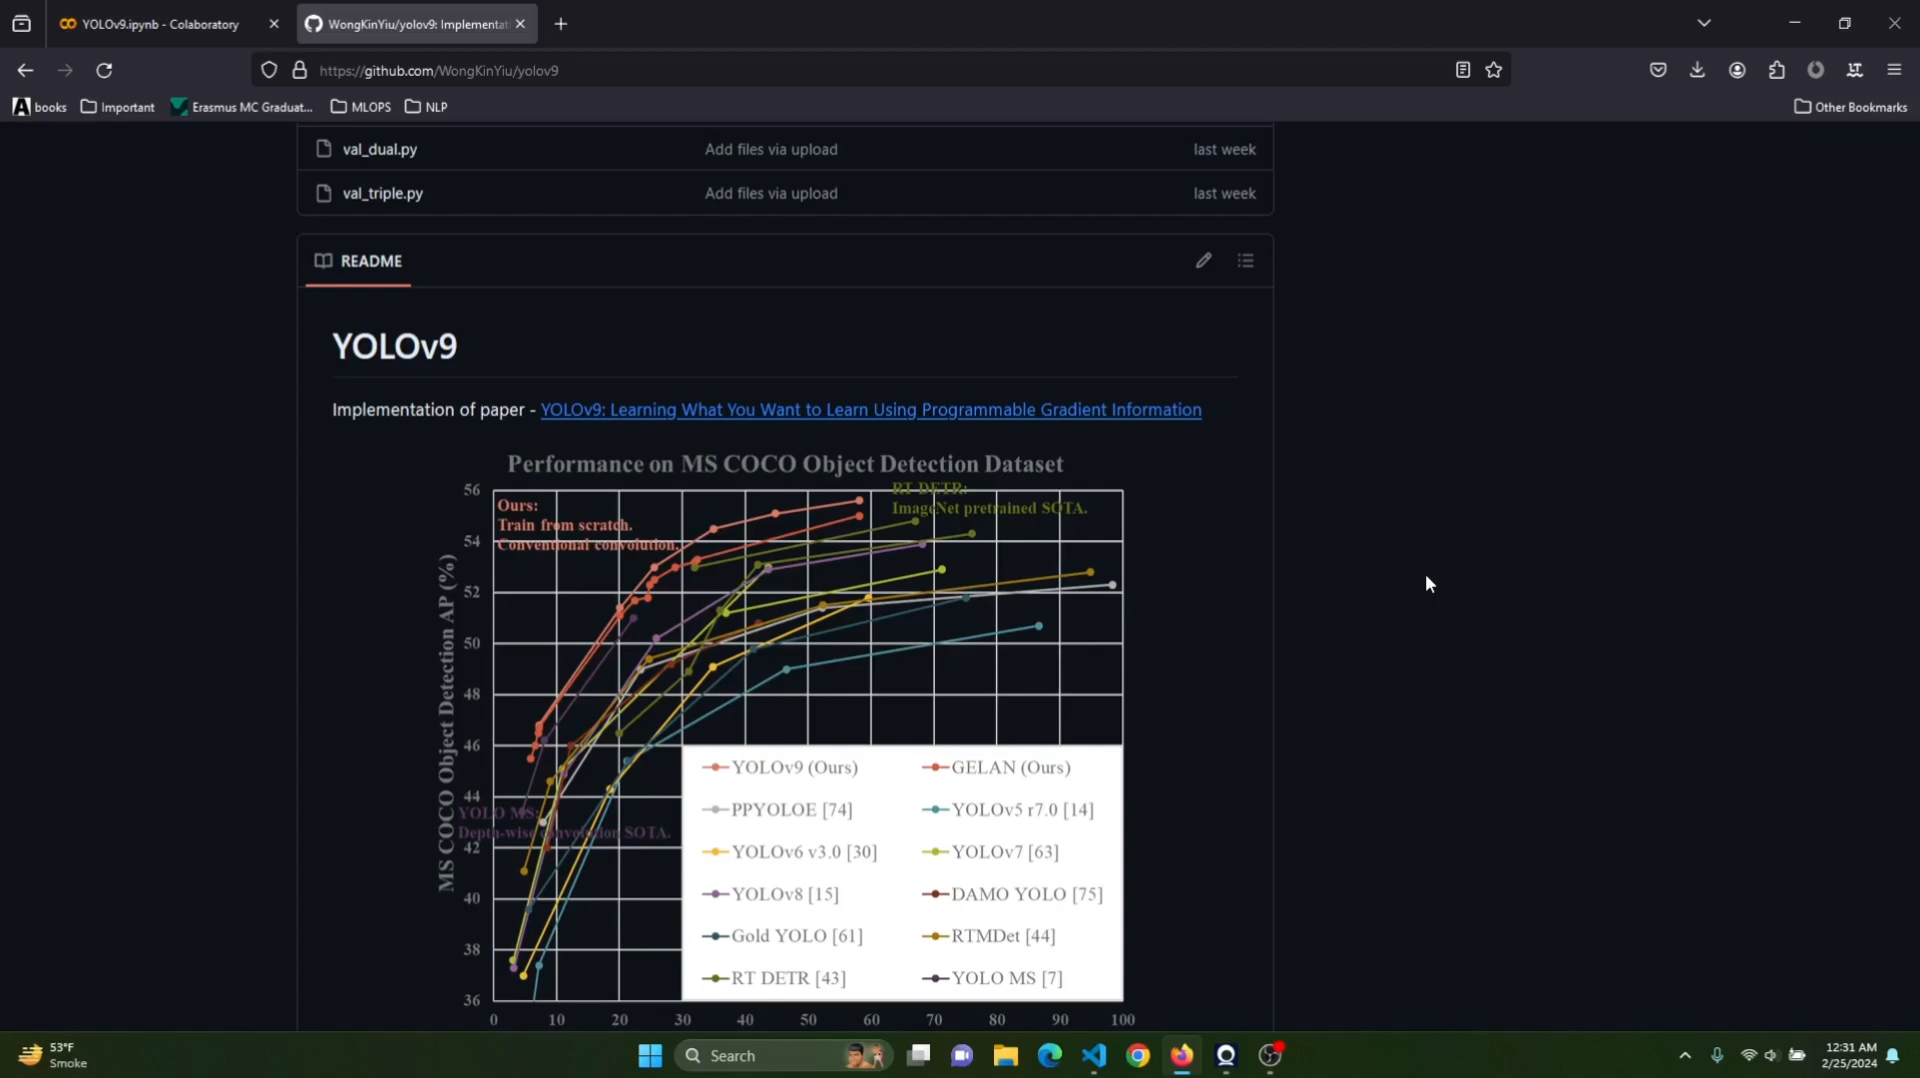 YOLOv9.ipynb - Colaboratory
WongKinYiu/yolov9: Implementat
https://github.com/WongKinYiu/yolov9
books
Important
Erasmus MC Graduat...
MLOPS
NLP
Other Bookmarks
val_dual.py Add files via upload last week
val_triple.py Add files via upload last week
README
YOLOv9
Implementation of paper - YOLOv9: Learning What You Want to Learn Using Programmable Gradient Information
Performance on MS COCO Object Detection Dataset
MS COCO Object Detection AP (%)
56
54
52
50
48
46
44
42
40
38
36
Ours:
Train from scratch.
Conventional convolution.
RT DETR:
ImageNet pretrained SOTA.
YOLO MS:
Depth-wise convolution SOTA.
YOLOv9 (Ours) GELAN (Ours)
PPYOLOE [74] YOLOv5 r7.0 [14]
YOLOv6 v3.0 [30] YOLOv7 [63]
YOLOv8 [15] DAMO YOLO [75]
Gold YOLO [61] RTMDet [44]
RT DETR [43] YOLO MS [7]
0 10 20 30 40 50 60 70 80 90 100
53°F
Smoke
Search
12:31 AM
2/25/2024